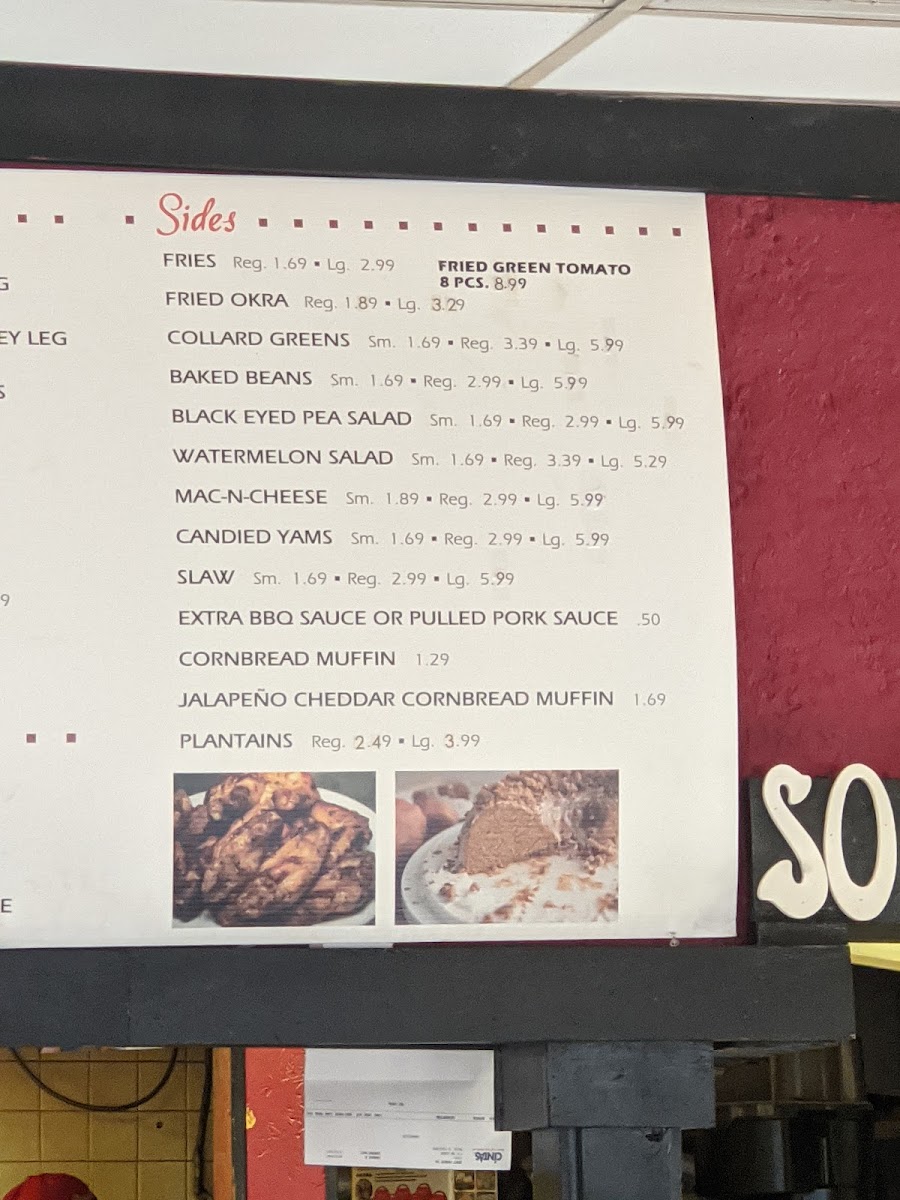 Sides
FRIES Reg. 1.69 ▪ Lg. 2.99
FRIED GREEN TOMATO
8 PCS. 8.99
FRIED OKRA Reg. 1.89 ▪ Lg. 3.29
COLLARD GREENS Sm. 1.69 ▪ Reg. 3.39 ▪ Lg. 5.99
BAKED BEANS Sm. 1.69 ▪ Reg. 2.99 ▪ Lg. 5.99
BLACK EYED PEA SALAD Sm. 1.69 ▪ Reg. 2.99 ▪ Lg. 5.99
WATERMELON SALAD Sm. 1.69 ▪ Reg. 3.39 ▪ Lg. 5.29
MAC-N-CHEESE Sm. 1.89 ▪ Reg. 2.99 ▪ Lg. 5.99
CANDIED YAMS Sm. 1.69 ▪ Reg. 2.99 ▪ Lg. 5.99
SLAW Sm. 1.69 ▪ Reg. 2.99 ▪ Lg. 5.99
EXTRA BBQ SAUCE OR PULLED PORK SAUCE .50
CORNBREAD MUFFIN 1.29
JALAPEÑO CHEDDAR CORNBREAD MUFFIN 1.69
PLANTAINS Reg. 2.49 ▪ Lg. 3.99
G
EY LEG
S
9
E
SO
CINTAS